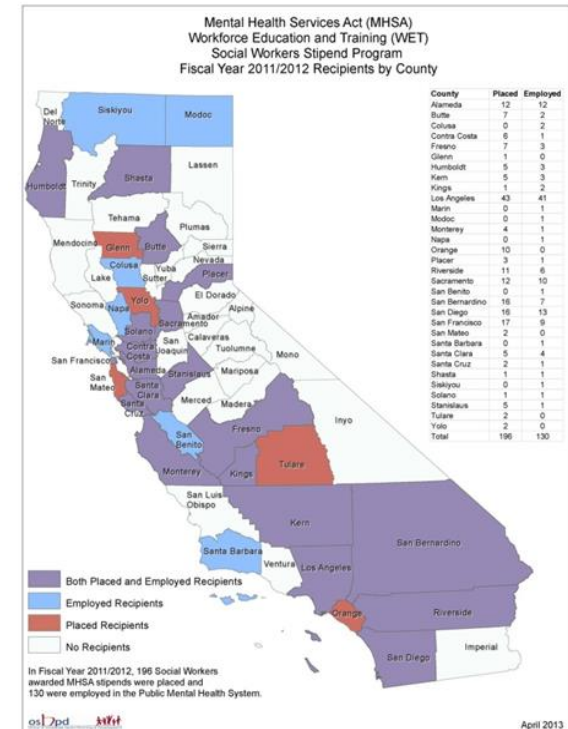 Mental Health Services Act (MHSA)
Workforce Education and Training (WET)
Social Workers Stipend Program
Fiscal Year 2011/2012 Recipients by County
County Placed Employed
Alameda 12 12
Butte 7 2
Colusa 0 2
Contra Costa 6 1
Fresno 7 3
Glenn 1 0
Humboldt 5 3
Kern 5 3
Kings 1 2
Los Angeles 43 41
Marin 0 1
Modoc 0 1
Monterey 4 1
Napa 0 1
Orange 10 0
Placer 3 1
Riverside 11 6
Sacramento 12 10
San Benito 0 1
San Bernardino 16 7
San Diego 16 13
San Francisco 17 9
San Mateo 2 0
Santa Barbara 0 1
Santa Clara 5 4
Santa Cruz 2 1
Shasta 1 1
Siskiyou 0 1
Solano 1 1
Stanislaus 5 1
Tulare 2 0
Yolo 2 0
Total 196 130
Del
Norte
Siskiyou
Modoc
Humboldt
Trinity
Shasta
Lassen
Tehama
Plumas
Mendocino
Glenn
Butte
Sierra
Nevada
Colusa
Lake
Sutter
Yuba
Placer
Sonoma
Napa
Yolo
El Dorado
Sacramento
Amador
Alpine
Solano
Marin
Contra
Costa
San
Joaquin
Calaveras
Tuolumne
Mono
San Francisco
Alameda
Stanislaus
Mariposa
San
Mateo
Santa
Clara
Santa
Cruz
Merced
Madera
San
Benito
Fresno
Inyo
Monterey
Kings
Tulare
San Luis
Obispo
Kern
San Bernardino
Santa Barbara
Ventura
Los Angeles
Orange
Riverside
San Diego
Imperial
Both Placed and Employed Recipients
Employed Recipients
Placed Recipients
No Recipients
In Fiscal Year 2011/2012, 196 Social Workers
awarded MHSA stipends were placed and
130 were employed in the Public Mental Health System.
oshpd
April 2013